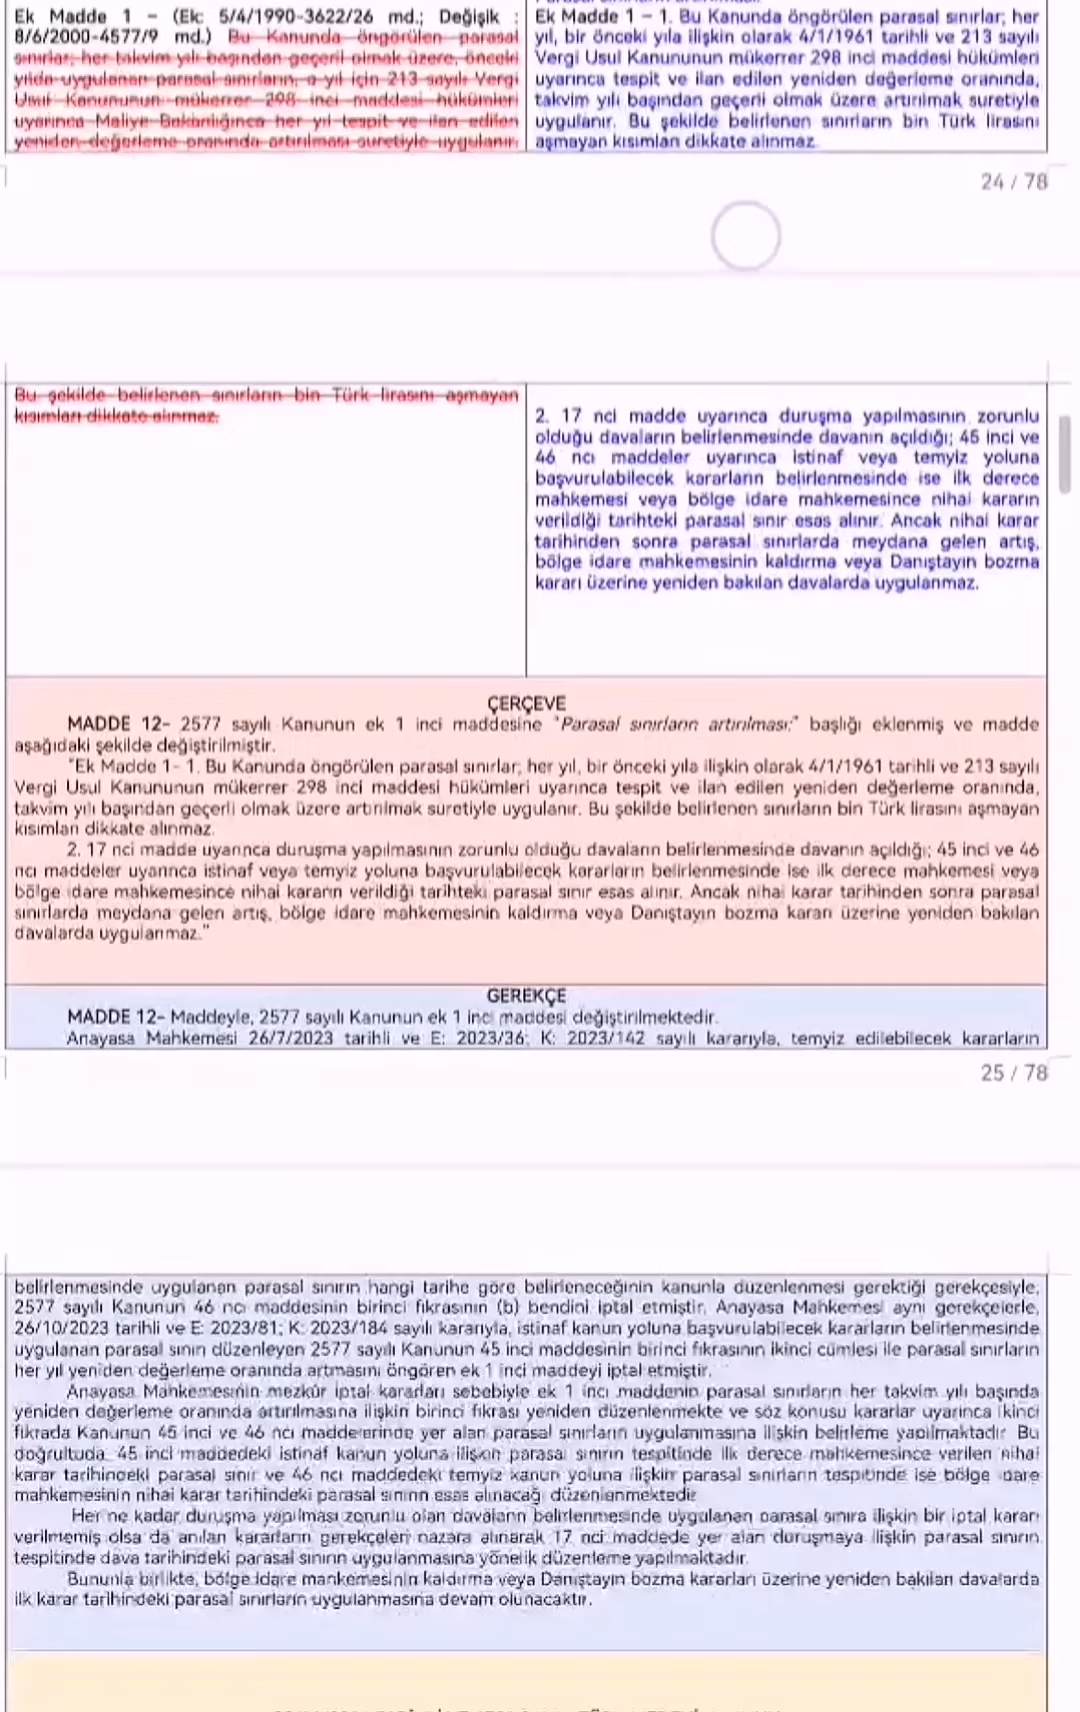 Ek Madde 1 – (Ek: 5/4/1990-3622/26 md.; Değişik :
8/6/2000-4577/9 md.) Bu Kanunda öngörülen parasal
sınırlar; her takvim yılı başından geçerli olmak üzere, önceki
yılda uygulanan parasal sınırların, o yıl için 213 sayılı Vergi
Usul Kanununun mükerrer 298 inci maddesi hükümleri
uyarınca Maliye Bakanlığınca her yıl tespit ve ilan edilen
yeniden değerleme oranında artırılması suretiyle uygulanır.
Ek Madde 1 – 1. Bu Kanunda öngörülen parasal sınırlar; her
yıl, bir önceki yıla ilişkin olarak 4/1/1961 tarihli ve 213 sayılı
Vergi Usul Kanununun mükerrer 298 inci maddesi hükümleri
uyarınca tespit ve ilan edilen yeniden değerleme oranında,
takvim yılı başından geçerli olmak üzere artırılmak suretiyle
uygulanır. Bu şekilde belirlenen sınırların bin Türk lirasını
aşmayan kısımları dikkate alınmaz.
24 / 78
Bu şekilde belirlenen sınırların bin Türk lirasını aşmayan
kısımları dikkate alınmaz.
2. 17 nci madde uyarınca duruşma yapılmasının zorunlu
olduğu davaların belirlenmesinde davanın açıldığı; 45 inci ve
46 ncı maddeler uyarınca istinaf veya temyiz yoluna
başvurulabilecek kararların belirlenmesinde ise ilk derece
mahkemesi veya bölge idare mahkemesince nihai kararın
verildiği tarihteki parasal sınır esas alınır. Ancak nihai karar
tarihinden sonra parasal sınırlarda meydana gelen artış,
bölge idare mahkemesinin kaldırma veya Danıştayın bozma
kararı üzerine yeniden bakılan davalarda uygulanmaz.
ÇERÇEVE
MADDE 12- 2577 sayılı Kanunun ek 1 inci maddesine "Parasal sınırların artırılması:" başlığı eklenmiş ve madde
aşağıdaki şekilde değiştirilmiştir.
"Ek Madde 1- 1. Bu Kanunda öngörülen parasal sınırlar; her yıl, bir önceki yıla ilişkin olarak 4/1/1961 tarihli ve 213 sayılı
Vergi Usul Kanununun mükerrer 298 inci maddesi hükümleri uyarınca tespit ve ilan edilen yeniden değerleme oranında,
takvim yılı başından geçerli olmak üzere artırılmak suretiyle uygulanır. Bu şekilde belirlenen sınırların bin Türk lirasını aşmayan
kısımları dikkate alınmaz.
2. 17 nci madde uyarınca duruşma yapılmasının zorunlu olduğu davaların belirlenmesinde davanın açıldığı; 45 inci ve 46
ncı maddeler uyarınca istinaf veya temyiz yoluna başvurulabilecek kararların belirlenmesinde ise ilk derece mahkemesi veya
bölge idare mahkemesince nihai kararın verildiği tarihteki parasal sınır esas alınır. Ancak nihai karar tarihinden sonra parasal
sınırlarda meydana gelen artış, bölge idare mahkemesinin kaldırma veya Danıştayın bozma kararı üzerine yeniden bakılan
davalarda uygulanmaz."
GEREKÇE
MADDE 12- Maddeyle, 2577 sayılı Kanunun ek 1 inci maddesi değiştirilmektedir.
Anayasa Mahkemesi 26/7/2023 tarihli ve E: 2023/36; K: 2023/142 sayılı kararıyla, temyiz edilebilecek kararların
25 / 78
belirlenmesinde uygulanan parasal sınırın hangi tarihe göre belirleneceğinin kanunla düzenlenmesi gerektiği gerekçesiyle,
2577 sayılı Kanunun 46 ncı maddesinin birinci fıkrasının (b) bendini iptal etmiştir. Anayasa Mahkemesi aynı gerekçelerle,
26/10/2023 tarihli ve E: 2023/81; K: 2023/184 sayılı kararıyla, istinaf kanun yoluna başvurulabilecek kararların belirlenmesinde
uygulanan parasal sınırı düzenleyen 2577 sayılı Kanunun 45 inci maddesinin birinci fıkrasının ikinci cümlesi ile parasal sınırların
her yıl yeniden değerleme oranında artmasını öngören ek 1 inci maddeyi iptal etmiştir.
Anayasa Mahkemesinin mezkûr iptal kararları sebebiyle ek 1 inci maddenin parasal sınırların her takvim yılı başında
yeniden değerleme oranında artırılmasına ilişkin birinci fıkrası yeniden düzenlenmekte ve söz konusu kararlar uyarınca ikinci
fıkrada Kanunun 45 inci ve 46 ncı maddelerinde yer alan parasal sınırların uygulanmasına ilişkin belirleme yapılmaktadır. Bu
doğrultuda, 45 inci maddedeki istinaf kanun yoluna ilişkin parasal sınırın tespitinde ilk derece mahkemesince verilen nihai
karar tarihindeki parasal sınır ve 46 ncı maddedeki temyiz kanun yoluna ilişkin parasal sınırların tespitinde ise bölge idare
mahkemesinin nihai karar tarihindeki parasal sınırın esas alınacağı düzenlenmektedir.
Her ne kadar duruşma yapılması zorunlu olan davaların belirlenmesinde uygulanan parasal sınıra ilişkin bir iptal kararı
verilmemiş olsa da anılan kararların gerekçeleri nazara alınarak 17 nci maddede yer alan duruşmaya ilişkin parasal sınırın
tespitinde dava tarihindeki parasal sınırın uygulanmasına yönelik düzenleme yapılmaktadır.
Bununla birlikte, bölge idare mahkemesinin kaldırma veya Danıştayın bozma kararları üzerine yeniden bakılan davalarda
ilk karar tarihindeki parasal sınırların uygulanmasına devam olunacaktır.